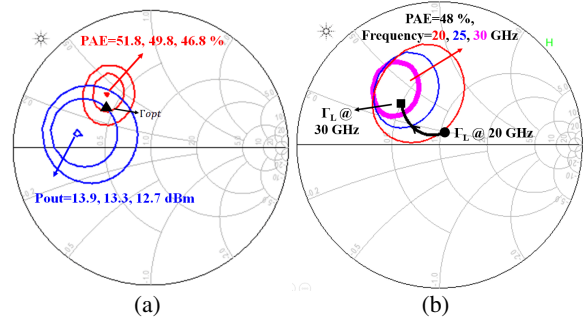 PAE=51.8, 49.8, 46.8 %
Γopt
Pout=13.9, 13.3, 12.7 dBm
(a)
PAE=48 %,
Frequency=20, 25, 30 GHz
H
ΓL @
30 GHz
ΓL @ 20 GHz
(b)